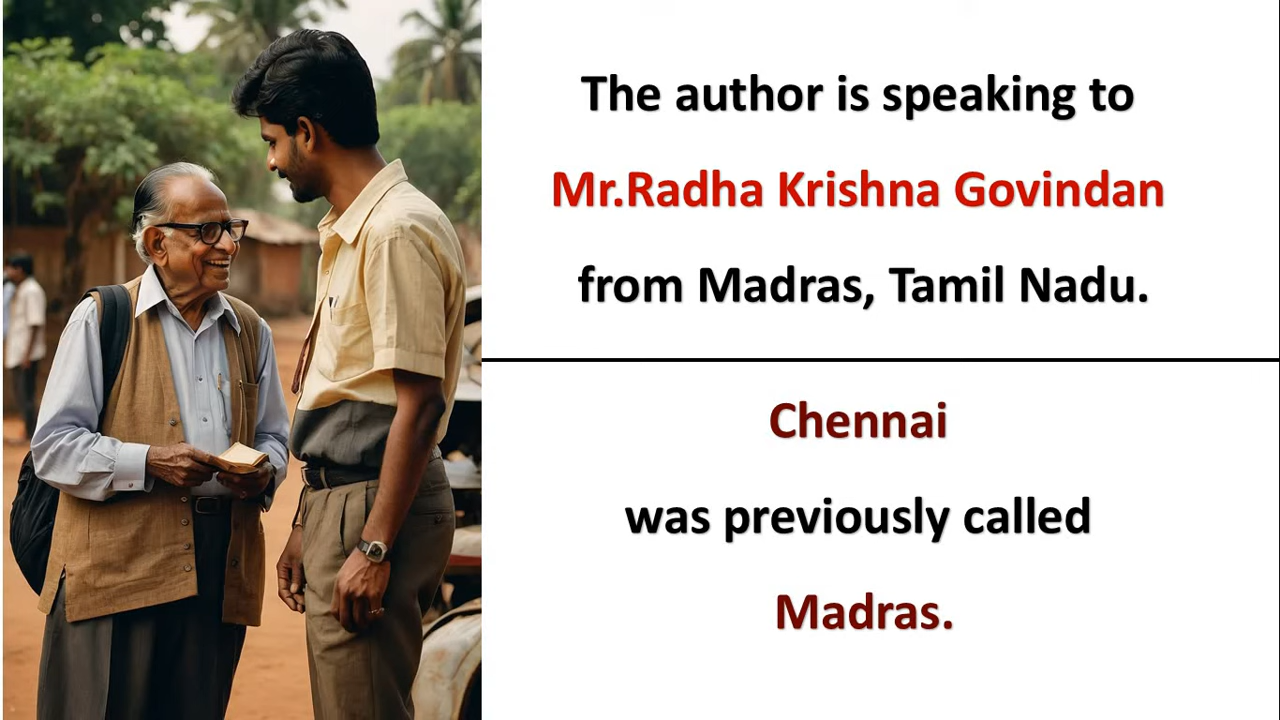 The author is speaking to
Mr.Radha Krishna Govindan
from Madras, Tamil Nadu.
Chennai
was previously called
Madras.